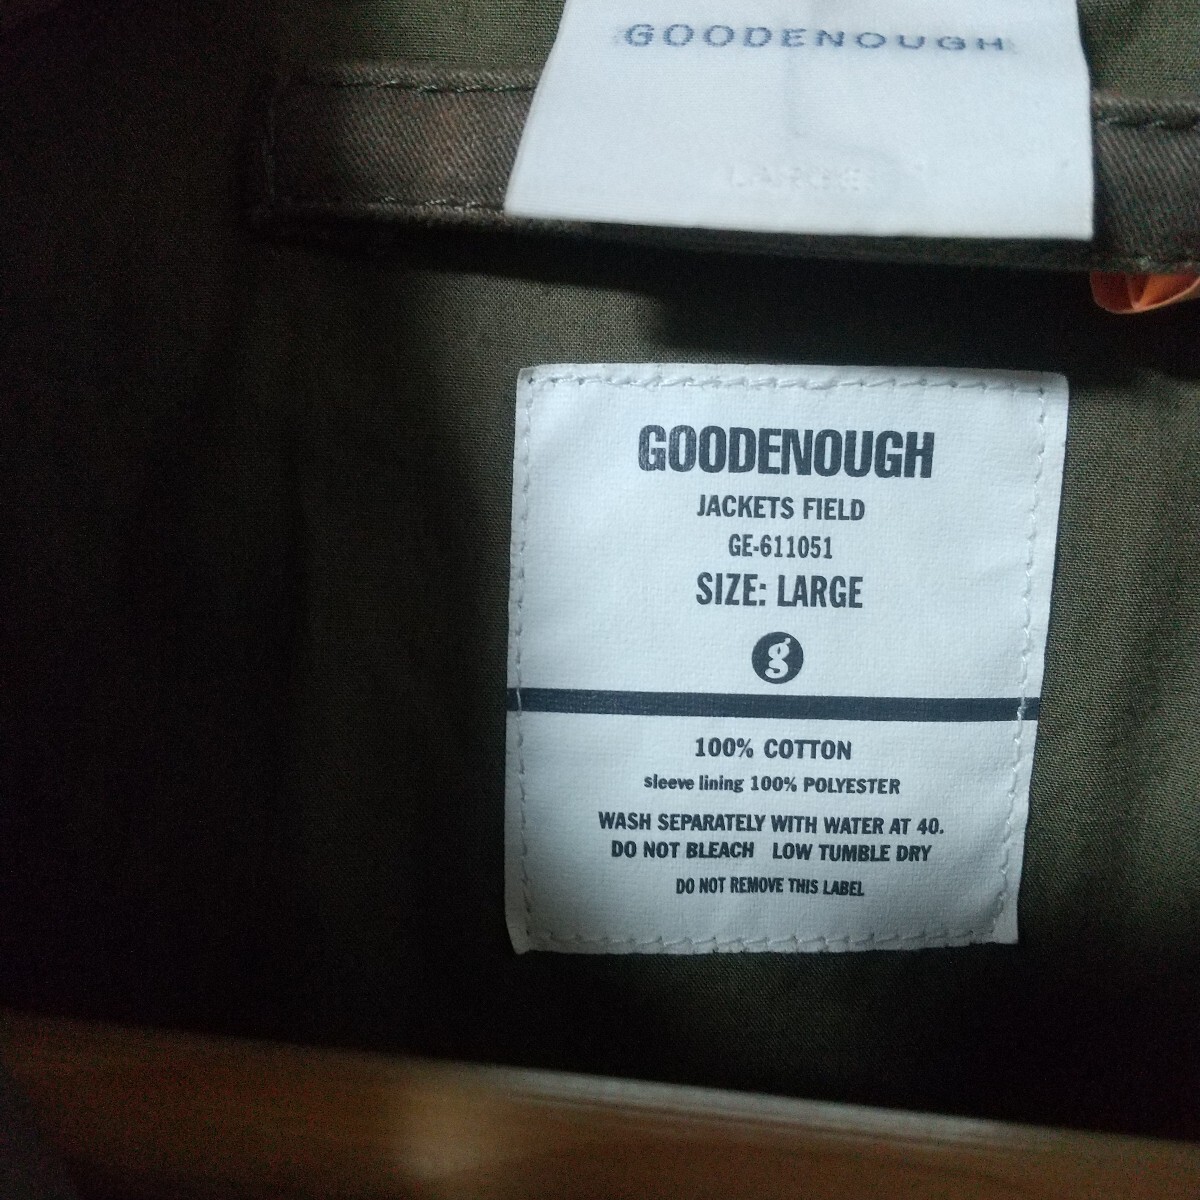 GOODENOUGH
LARGE
GOODENOUGH
JACKETS FIELD
GE-611051
SIZE: LARGE
g
100% COTTON
sleeve lining 100% POLYESTER
WASH SEPARATELY WITH WATER AT 40.
DO NOT BLEACH LOW TUMBLE DRY
DO NOT REMOVE THIS LABEL